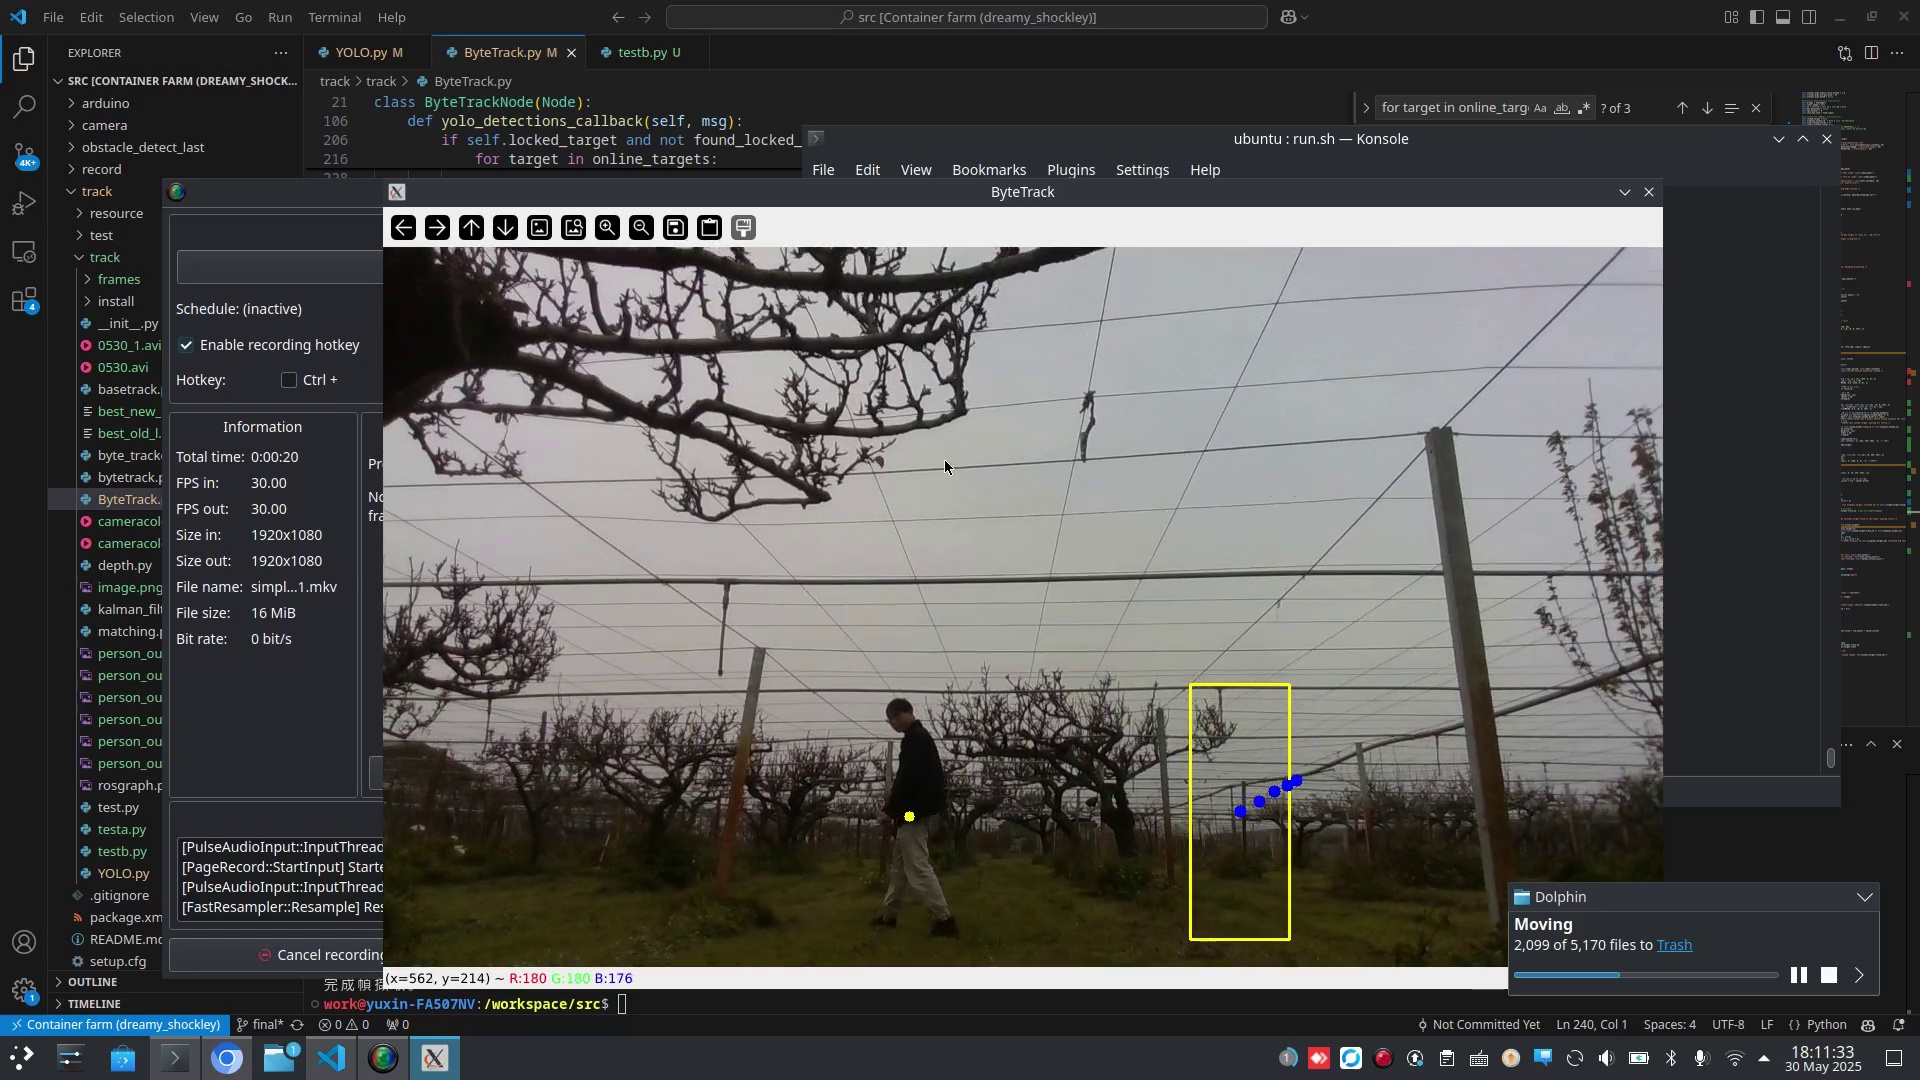 File Edit Selection View Go Run Terminal Help
src [Container farm (dreamy_shockley)]
EXPLORER
YOLO.py M
ByteTrack.py M
testb.py U
SRC [CONTAINER FARM (DREAMY_SHOCK...
track > track > ByteTrack.py
arduino
camera
obstacle_detect_last
record
track
resource
test
track
frames
install
__init__.py
0530_1.avi
0530.avi
basetrack.
best_new_
best_old_l.
byte_track
bytetrack.p
ByteTrack.
cameracol
cameracol
depth.py
image.png
kalman_filt
matching.p
person_ou
person_ou
person_ou
person_ou
person_ou
person_ou
rosgraph.p
test.py
testa.py
testb.py
YOLO.py
.gitignore
package.xm
README.md
setup.cfg
OUTLINE
TIMELINE
4K+
4
1
21 class ByteTrackNode(Node):
106 def yolo_detections_callback(self, msg):
206 if self.locked_target and not found_locked_
216 for target in online_targets:
228
for target in online_targ
Aa ab .*
? of 3
ubuntu : run.sh — Konsole
File Edit View Bookmarks Plugins Settings Help
ByteTrack
Schedule: (inactive)
Enable recording hotkey
Hotkey: Ctrl +
Information
Total time: 0:00:20
FPS in: 30.00
FPS out: 30.00
Size in: 1920x1080
Size out: 1920x1080
File name: simpl...1.mkv
File size: 16 MiB
Bit rate: 0 bit/s
Pr
No
fra
[PulseAudioInput::InputThread
[PageRecord::StartInput] Starte
[PulseAudioInput::InputThread
[FastResampler::Resample] Res
Cancel recording
(x=562, y=214) ~ R:180 G:180 B:176
Dolphin
Moving
2,099 of 5,170 files to Trash
work@yuxin-FA507NV:/workspace/src$
Container farm (dreamy_shockley)
final*
0 0
0
Not Committed Yet
Ln 240, Col 1
Spaces: 4
UTF-8
LF
{ } Python
1
1
18:11:33
30 May 2025